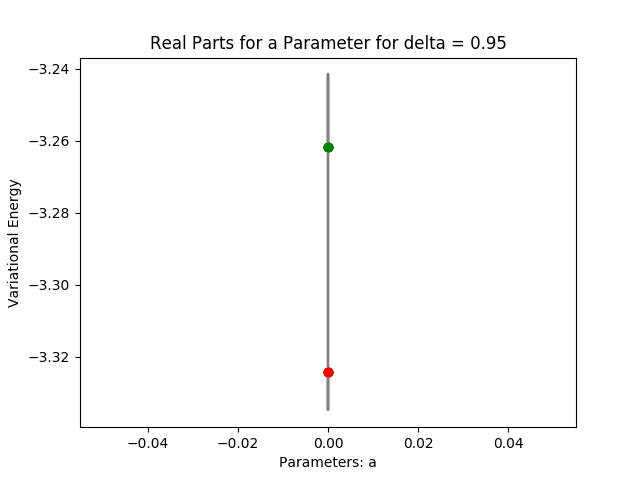 Real Parts for a Parameter for delta = 0.95
Variational Energy
−3.24
−3.26
−3.28
−3.30
−3.32
−0.04 −0.02 0.00 0.02 0.04
Parameters: a